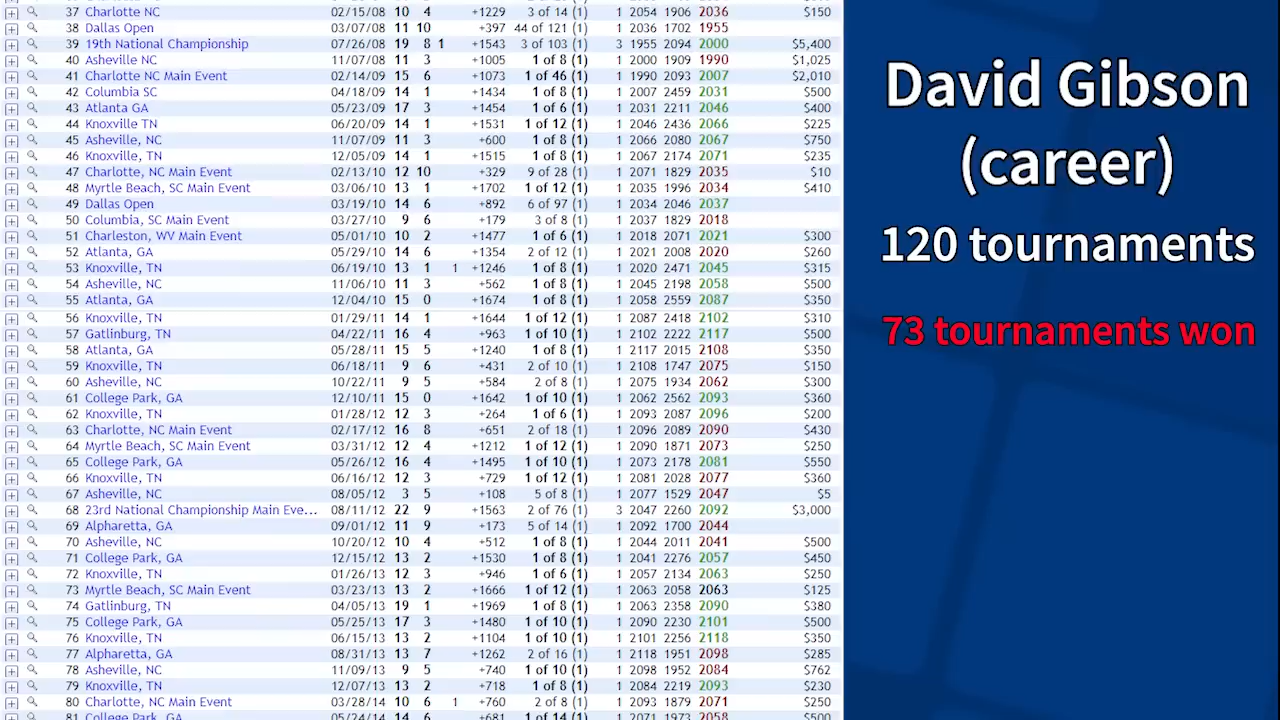 37 Charlotte NC 02/15/08 10 4 +1229 3 of 14 (1) 1 2054 1906 2036 $150
38 Dallas Open 03/07/08 11 10 +397 44 of 121 (1) 1 2036 1702 1955
39 19th National Championship 07/26/08 19 8 1 +1543 3 of 103 (1) 3 1955 2094 2000 $5,400
40 Asheville NC 11/07/08 11 3 +1005 1 of 8 (1) 1 2000 1909 1990 $1,025
41 Charlotte NC Main Event 02/14/09 15 6 +1073 1 of 46 (1) 1 1990 2093 2007 $2,010
42 Columbia SC 04/18/09 14 1 +1434 1 of 8 (1) 1 2007 2459 2031 $500
43 Atlanta GA 05/23/09 17 3 +1454 1 of 6 (1) 1 2031 2211 2046 $400
44 Knoxville TN 06/20/09 14 1 +1531 1 of 12 (1) 1 2046 2436 2066 $225
45 Asheville, NC 11/07/09 11 3 +600 1 of 8 (1) 1 2066 2080 2067 $750
46 Knoxville, TN 12/05/09 14 1 +1515 1 of 8 (1) 1 2067 2174 2071 $235
47 Charlotte, NC Main Event 02/13/10 12 10 +329 9 of 28 (1) 1 2071 1829 2035 $10
48 Myrtle Beach, SC Main Event 03/06/10 13 1 +1702 1 of 12 (1) 1 2035 1996 2034 $410
49 Dallas Open 03/19/10 14 6 +892 6 of 97 (1) 1 2034 2046 2037
50 Columbia, SC Main Event 03/27/10 9 6 +179 3 of 8 (1) 1 2037 1829 2018
51 Charleston, WV Main Event 05/01/10 10 2 +1477 1 of 6 (1) 1 2018 2071 2021 $300
52 Atlanta, GA 05/29/10 14 6 +1354 2 of 12 (1) 1 2021 2008 2020 $260
53 Knoxville, TN 06/19/10 13 1 1 +1246 1 of 8 (1) 1 2020 2471 2045 $315
54 Asheville, NC 11/06/10 11 3 +562 1 of 8 (1) 1 2045 2198 2058 $500
55 Atlanta, GA 12/04/10 15 0 +1674 1 of 8 (1) 1 2058 2559 2087 $350
56 Knoxville, TN 01/29/11 14 1 +1644 1 of 12 (1) 1 2087 2418 2102 $310
57 Gatlinburg, TN 04/22/11 16 4 +963 1 of 10 (1) 1 2102 2222 2117 $500
58 Atlanta, GA 05/28/11 15 5 +1240 1 of 8 (1) 1 2117 2015 2108 $350
59 Knoxville, TN 06/18/11 9 6 +431 2 of 10 (1) 1 2108 1747 2075 $150
60 Asheville, NC 10/22/11 9 5 +584 2 of 8 (1) 1 2075 1934 2062 $300
61 College Park, GA 12/10/11 15 0 +1642 1 of 10 (1) 1 2062 2562 2093 $360
62 Knoxville, TN 01/28/12 12 3 +264 1 of 6 (1) 1 2093 2087 2096 $200
63 Charlotte, NC Main Event 02/17/12 16 8 +651 2 of 18 (1) 1 2096 2089 2090 $430
64 Myrtle Beach, SC Main Event 03/31/12 12 4 +1212 1 of 12 (1) 1 2090 1871 2073 $250
65 College Park, GA 05/26/12 16 4 +1495 1 of 10 (1) 1 2073 2178 2081 $550
66 Knoxville, TN 06/16/12 12 3 +729 1 of 12 (1) 1 2081 2028 2077 $360
67 Asheville, NC 08/05/12 3 5 +108 5 of 8 (1) 1 2077 1529 2047 $5
68 23rd National Championship Main Eve... 08/11/12 22 9 +1563 2 of 76 (1) 3 2047 2260 2092 $3,000
69 Alpharetta, GA 09/01/12 11 9 +173 5 of 14 (1) 1 2092 1700 2044
70 Asheville, NC 10/20/12 10 4 +512 1 of 8 (1) 1 2044 2011 2041 $500
71 College Park, GA 12/15/12 13 2 +1530 1 of 8 (1) 1 2041 2276 2057 $450
72 Knoxville, TN 01/26/13 12 3 +946 1 of 6 (1) 1 2057 2134 2063 $250
73 Myrtle Beach, SC Main Event 03/23/13 13 2 +1666 1 of 12 (1) 1 2063 2058 2063 $125
74 Gatlinburg, TN 04/05/13 19 1 +1969 1 of 10 (1) 1 2063 2358 2090 $380
75 College Park, GA 05/25/13 17 3 +1480 1 of 10 (1) 1 2090 2230 2101 $500
76 Knoxville, TN 06/15/13 13 2 +1104 1 of 10 (1) 1 2101 2256 2118 $350
77 Alpharetta, GA 08/31/13 13 7 +1262 2 of 16 (1) 1 2118 1951 2098 $285
78 Asheville, NC 11/09/13 9 5 +740 1 of 10 (1) 1 2098 1952 2084 $762
79 Knoxville, TN 12/07/13 13 2 +718 1 of 8 (1) 1 2084 2219 2093 $230
80 Charlotte, NC Main Event 03/28/14 10 6 1 +760 2 of 8 (1) 1 2093 1879 2071 $250
81 College Park, GA 05/24/14 14 6 +681 1 of 14 (1) 1 2071 1973 2058 $500
David Gibson
(career)
120 tournaments
73 tournaments won